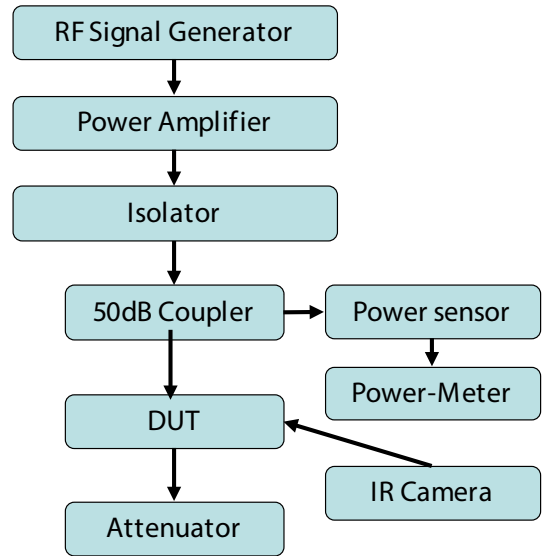 RF Signal Generator
Power Amplifier
Isolator
50dB Coupler
Power sensor
Power-Meter
DUT
IR Camera
Attenuator